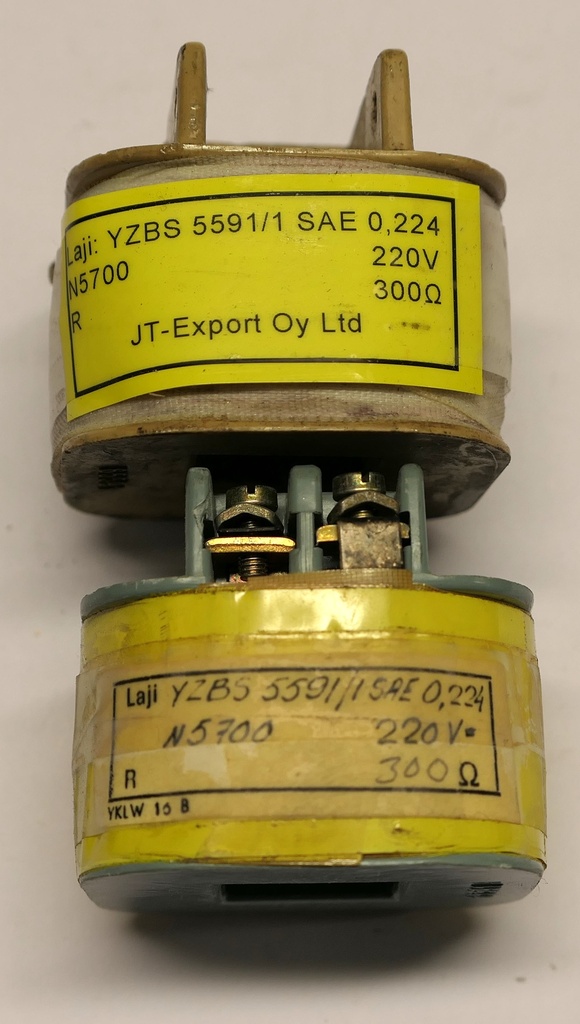 Laji: YZBS 5591/1 SAE 0,224
N5700 220V
300Ω
R
JT-Export Oy Ltd
Laji YZBS 5591/1 SAE 0,224
N5700 220V=
R 300Ω
YKLW 16 B